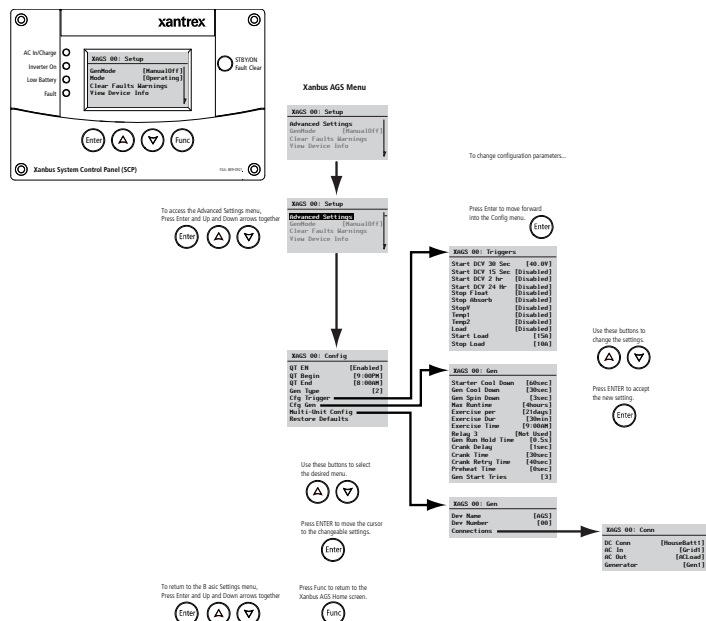 xantrex
AC In/Charge
Inverter On
Low Battery
Fault
XAGS 00: Setup
GenMode [ManualOff]
Mode [Operating]
Clear Faults Warnings
View Device Info
STBY/ON
Fault Clear
Enter
Func
Xanbus System Control Panel (SCP)
Xanbus AGS Menu
XAGS 00: Setup
Advanced Settings
GenMode [ManualOff]
Clear Faults Warnings
View Device Info
To change configuration parameters...
To access the Advanced Settings menu,
Press Enter and Up and Down arrows together
Enter
XAGS 00: Setup
Advanced Settings
GenMode [ManualOff]
Clear Faults Warnings
View Device Info
Press Enter to move forward
into the Config menu.
Enter
XAGS 00: Triggers
Start DCV 30 Sec [40.0V]
Start DCV 15 Sec [Disabled]
Start DCV 2 hr [Disabled]
Start DCV 24 Hr [Disabled]
Stop Float [Disabled]
Stop Absorb [Disabled]
StopV [Disabled]
Temp1 [Disabled]
Temp2 [Disabled]
Load [Disabled]
Start Load [15A]
Stop Load [10A]
Use these buttons to
change the settings.
Press ENTER to accept
the new setting.
Enter
XAGS 00: Config
QT EN [Enabled]
QT Begin [9:00PM]
QT End [8:00AM]
Gen Type [2]
Cfg Trigger
Cfg Gen
Multi-Unit Config
Restore Defaults
XAGS 00: Gen
Starter Cool Down [60sec]
Gen Cool Down [30sec]
Gen Spin Down [3sec]
Max Runtime [4hours]
Exercise per [21days]
Exercise Dur [30min]
Exercise Time [9:00AM]
Relay 3 [Not Used]
Gen Run Hold Time [0.5s]
Crank Delay [1sec]
Crank Time [30sec]
Crank Retry Time [40sec]
Preheat Time [0sec]
Gen Start Tries [3]
Use these buttons to select
the desired menu.
Press ENTER to move the cursor
to the changeable settings.
Enter
XAGS 00: Gen
Dev Name [AGS]
Dev Number [00]
Connections
XAGS 00: Conn
DC Conn [HouseBatt1]
AC In [Grid1]
AC Out [ACLoad]
Generator [Gen1]
To return to the B asic Settings menu,
Press Enter and Up and Down arrows together
Enter
Press Func to return to the
Xanbus AGS Home screen.
Func